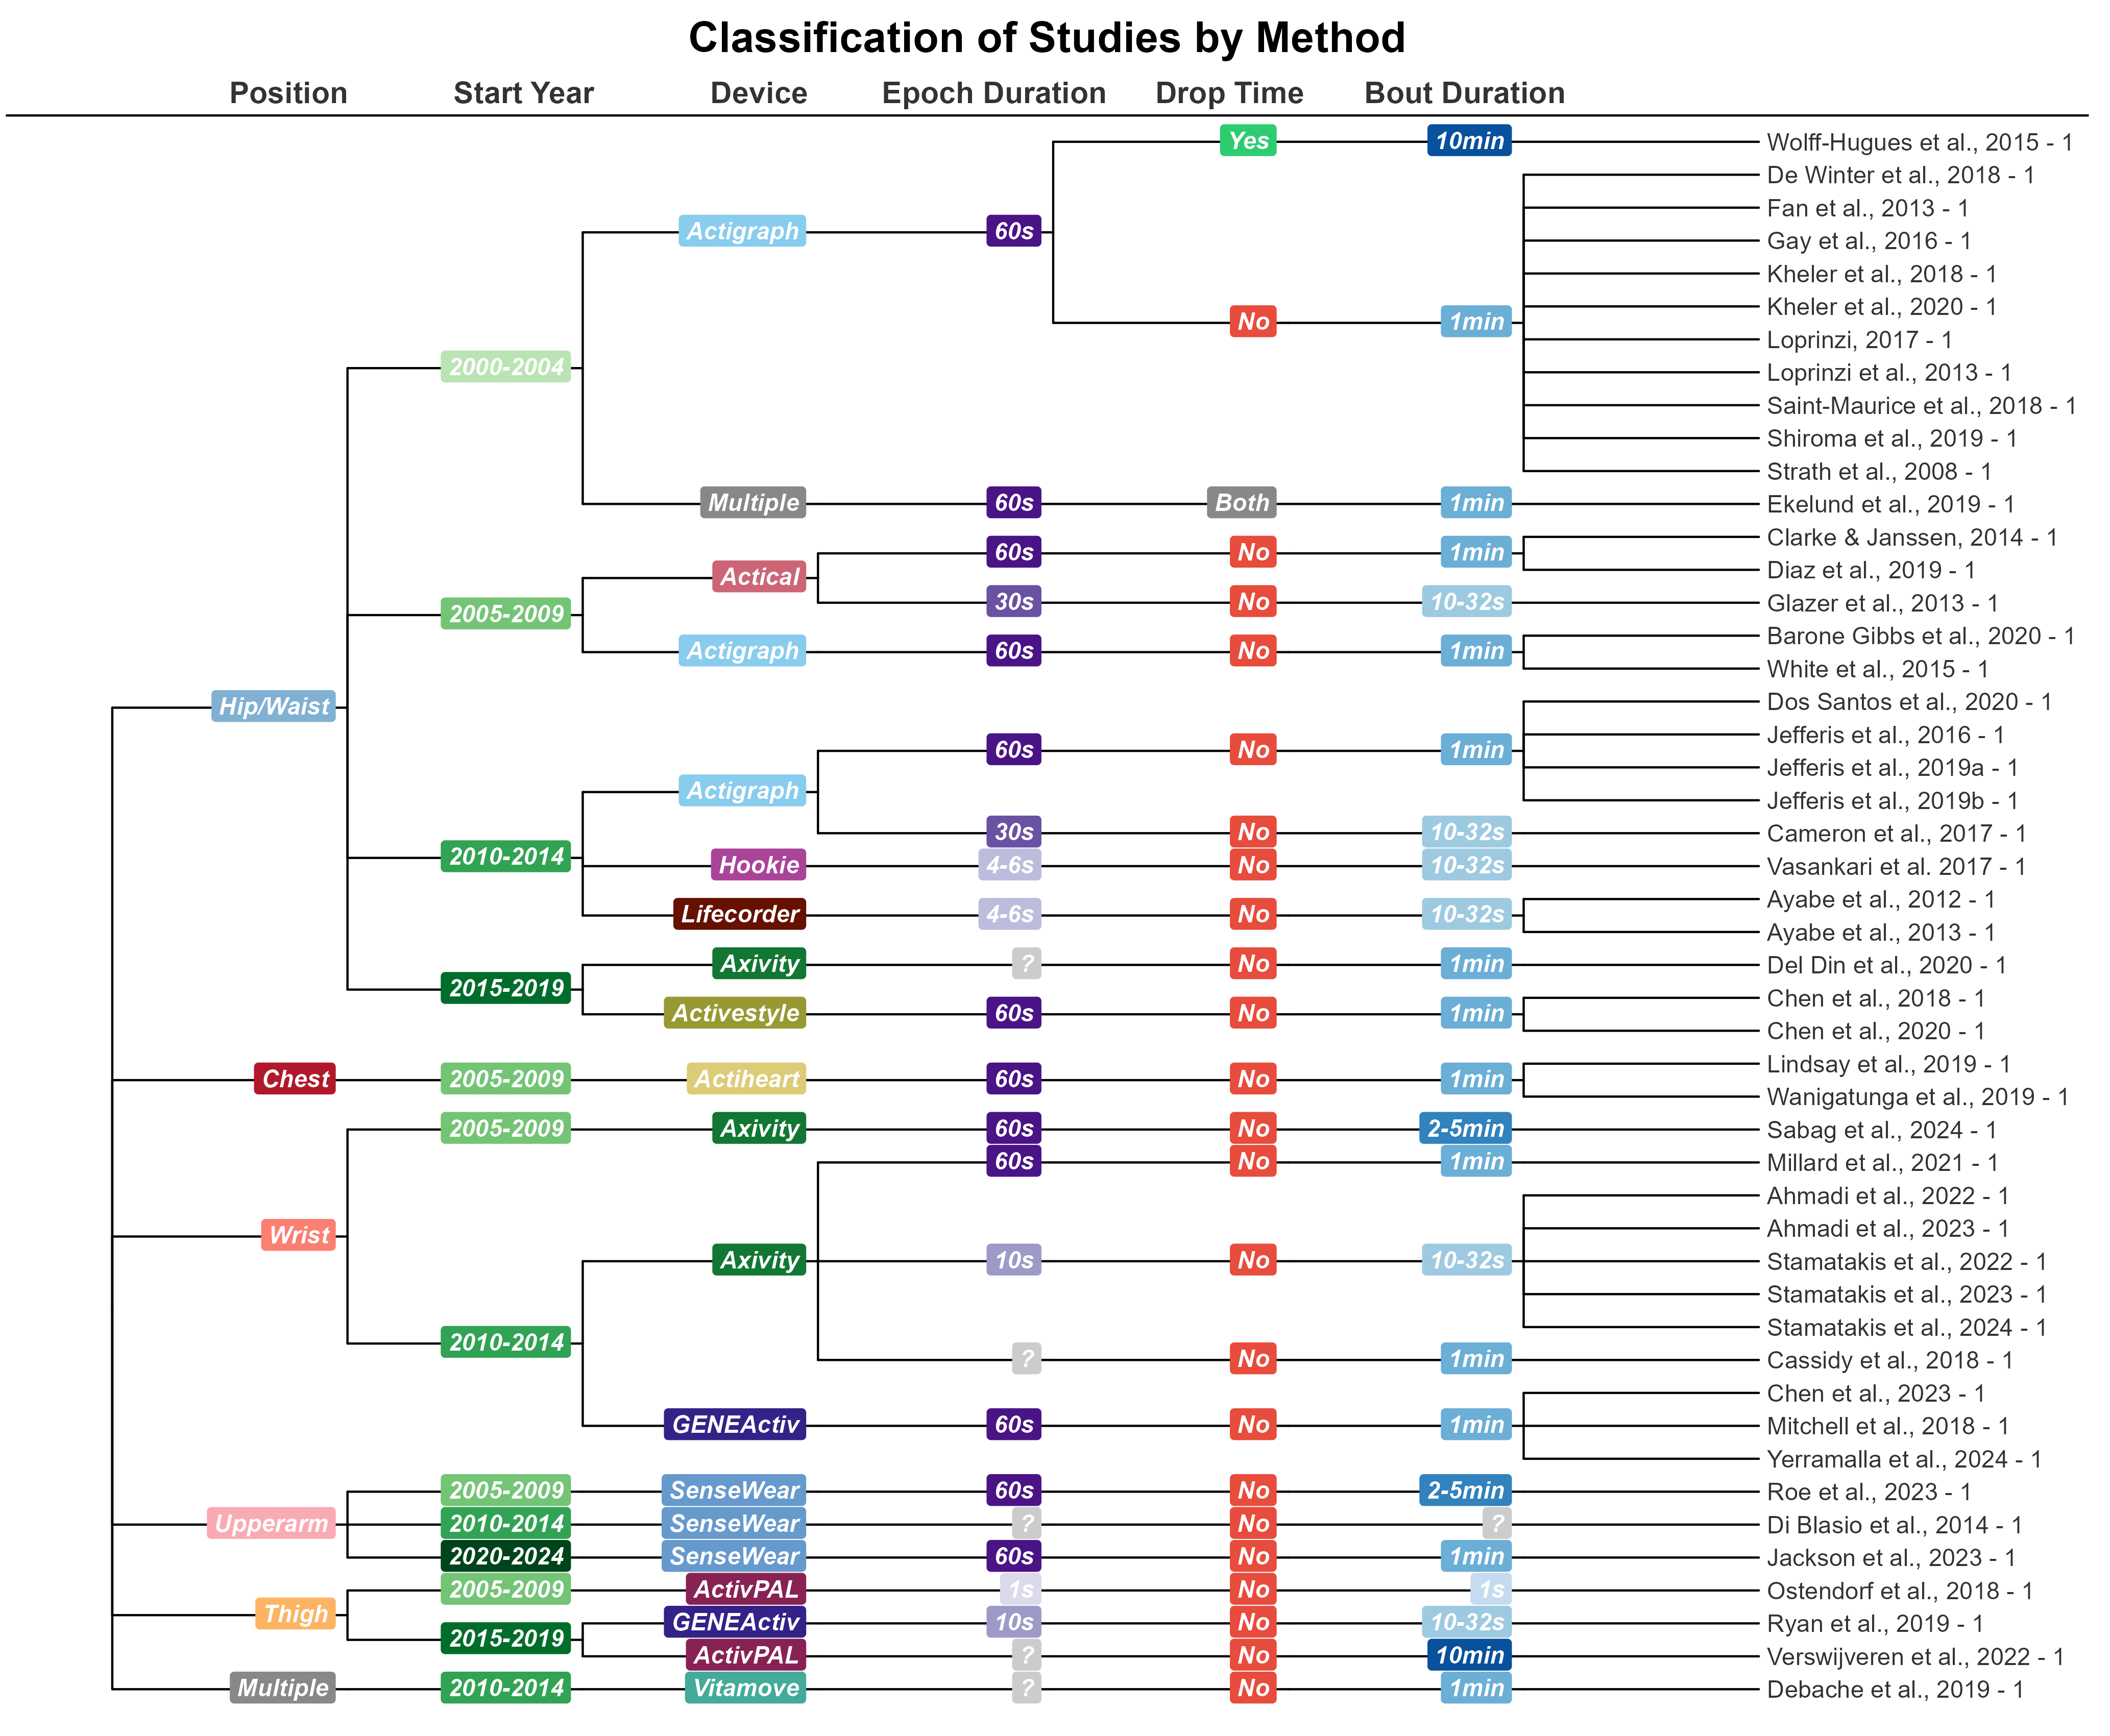 Classification of Studies by Method
Position Start Year Device Epoch Duration Drop Time Bout Duration
Yes 10min Wolff-Hugues et al., 2015 - 1
De Winter et al., 2018 - 1
Fan et al., 2013 - 1
Actigraph 60s
Gay et al., 2016 - 1
Kheler et al., 2018 - 1
Kheler et al., 2020 - 1
No 1min
Loprinzi, 2017 - 1
2000-2004
Loprinzi et al., 2013 - 1
Saint-Maurice et al., 2018 - 1
Shiroma et al., 2019 - 1
Strath et al., 2008 - 1
Multiple 60s Both 1min Ekelund et al., 2019 - 1
Clarke & Janssen, 2014 - 1
60s No 1min
Diaz et al., 2019 - 1
Actical
30s No 10-32s Glazer et al., 2013 - 1
2005-2009
Barone Gibbs et al., 2020 - 1
Actigraph 60s No 1min
White et al., 2015 - 1
Hip/Waist
Dos Santos et al., 2020 - 1
Jefferis et al., 2016 - 1
60s No 1min
Jefferis et al., 2019a - 1
Actigraph
Jefferis et al., 2019b - 1
30s No 10-32s Cameron et al., 2017 - 1
2010-2014
Hookie 4-6s No 10-32s Vasankari et al. 2017 - 1
Ayabe et al., 2012 - 1
Lifecorder 4-6s No 10-32s
Ayabe et al., 2013 - 1
Axivity ? No 1min Del Din et al., 2020 - 1
2015-2019
Chen et al., 2018 - 1
Activestyle 60s No 1min
Chen et al., 2020 - 1
Lindsay et al., 2019 - 1
Chest 2005-2009 Actiheart 60s No 1min
Wanigatunga et al., 2019 - 1
2005-2009 Axivity 60s No 2-5min Sabag et al., 2024 - 1
60s No 1min Millard et al., 2021 - 1
Ahmadi et al., 2022 - 1
Wrist
Ahmadi et al., 2023 - 1
Axivity 10s No 10-32s Stamatakis et al., 2022 - 1
Stamatakis et al., 2023 - 1
Stamatakis et al., 2024 - 1
2010-2014
? No 1min Cassidy et al., 2018 - 1
Chen et al., 2023 - 1
GENEActiv 60s No 1min Mitchell et al., 2018 - 1
Yerramalla et al., 2024 - 1
2005-2009 SenseWear 60s No 2-5min Roe et al., 2023 - 1
Upperarm 2010-2014 SenseWear ? No ? Di Blasio et al., 2014 - 1
2020-2024 SenseWear 60s No 1min Jackson et al., 2023 - 1
2005-2009 ActivPAL 1s No 1s Ostendorf et al., 2018 - 1
Thigh
GENEActiv 10s No 10-32s Ryan et al., 2019 - 1
2015-2019
ActivPAL ? No 10min Verswijveren et al., 2022 - 1
Multiple 2010-2014 Vitamove ? No 1min Debache et al., 2019 - 1